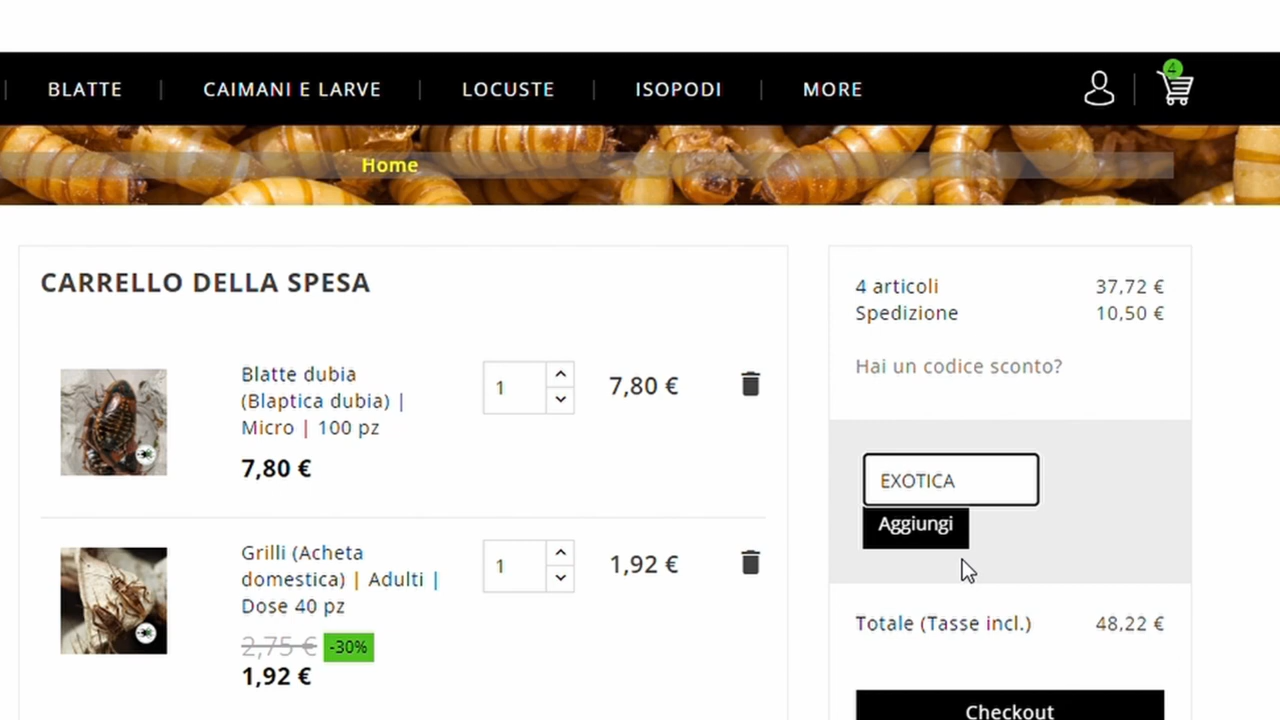 BLATTE
CAIMANI E LARVE
LOCUSTE
ISOPODI
MORE
4
Home
CARRELLO DELLA SPESA
Blatte dubia
(Blaptica dubia) |
Micro | 100 pz
7,80 €
1
7,80 €
Grilli (Acheta
domestica) | Adulti |
Dose 40 pz
2,75 € -30%
1,92 €
1
1,92 €
4 articoli 37,72 €
Spedizione 10,50 €
Hai un codice sconto?
EXOTICA
Aggiungi
Totale (Tasse incl.) 48,22 €
Checkout